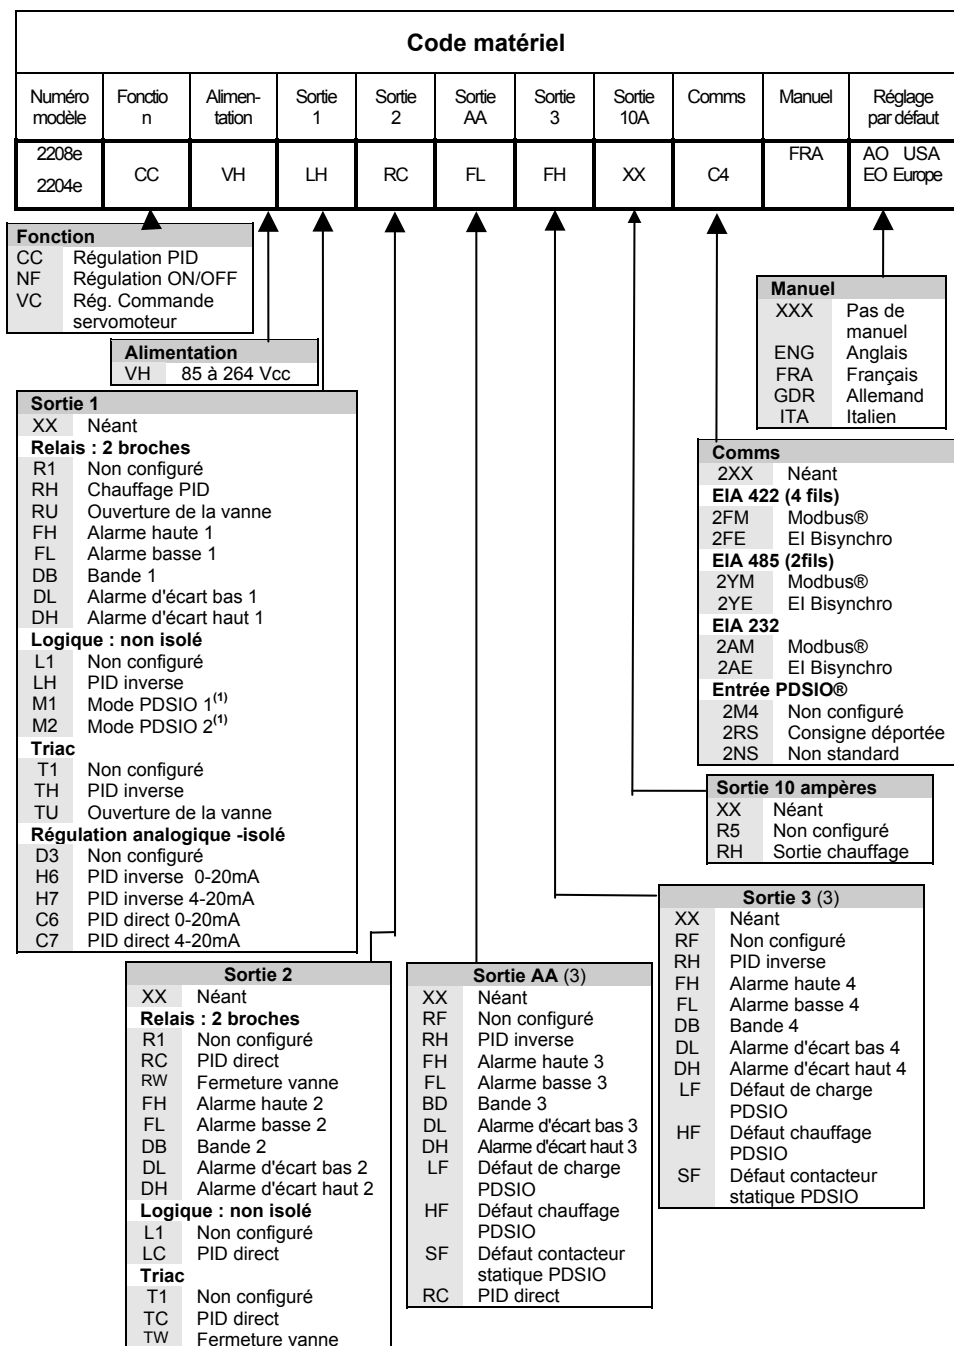 Code matériel
Numéro modèle Fonctio n Alimen- tation Sortie 1 Sortie 2 Sortie AA Sortie 3 Sortie 10A Comms Manuel Réglage par défaut
2208e 2204e CC VH LH RC FL FH XX C4 FRA AO USA EO Europe
Fonction
CC Régulation PID
NF Régulation ON/OFF
VC Rég. Commande
servomoteur
Alimentation
VH 85 à 264 Vcc
Manuel
XXX Pas de
manuel
ENG Anglais
FRA Français
GDR Allemand
ITA Italien
Sortie 1
XX Néant
Relais : 2 broches
R1 Non configuré
RH Chauffage PID
RU Ouverture de la vanne
FH Alarme haute 1
FL Alarme basse 1
DB Bande 1
DL Alarme d'écart bas 1
DH Alarme d'écart haut 1
Logique : non isolé
L1 Non configuré
LH PID inverse
M1 Mode PDSIO 1(1)
M2 Mode PDSIO 2(1)
Triac
T1 Non configuré
TH PID inverse
TU Ouverture de la vanne
Régulation analogique -isolé
D3 Non configuré
H6 PID inverse 0-20mA
H7 PID inverse 4-20mA
C6 PID direct 0-20mA
C7 PID direct 4-20mA
Comms
2XX Néant
EIA 422 (4 fils)
2FM Modbus®
2FE EI Bisynchro
EIA 485 (2fils)
2YM Modbus®
2YE EI Bisynchro
EIA 232
2AM Modbus®
2AE EI Bisynchro
Entrée PDSIO®
2M4 Non configuré
2RS Consigne déportée
2NS Non standard
Sortie 10 ampères
XX Néant
R5 Non configuré
RH Sortie chauffage
Sortie 2
XX Néant
Relais : 2 broches
R1 Non configuré
RC PID direct
RW Fermeture vanne
FH Alarme haute 2
FL Alarme basse 2
DB Bande 2
DL Alarme d'écart bas 2
DH Alarme d'écart haut 2
Logique : non isolé
L1 Non configuré
LC PID direct
Triac
T1 Non configuré
TC PID direct
TW Fermeture vanne
Sortie AA (3)
XX Néant
RF Non configuré
RH PID inverse
FH Alarme haute 3
FL Alarme basse 3
BD Bande 3
DL Alarme d'écart bas 3
DH Alarme d'écart haut 3
LF Défaut de charge
PDSIO
HF Défaut chauffage
PDSIO
SF Défaut contacteur
statique PDSIO
RC PID direct
Sortie 3 (3)
XX Néant
RF Non configuré
RH PID inverse
FH Alarme haute 4
FL Alarme basse 4
DB Bande 4
DL Alarme d'écart bas 4
DH Alarme d'écart haut 4
LF Défaut de charge
PDSIO
HF Défaut chauffage
PDSIO
SF Défaut contacteur
statique PDSIO